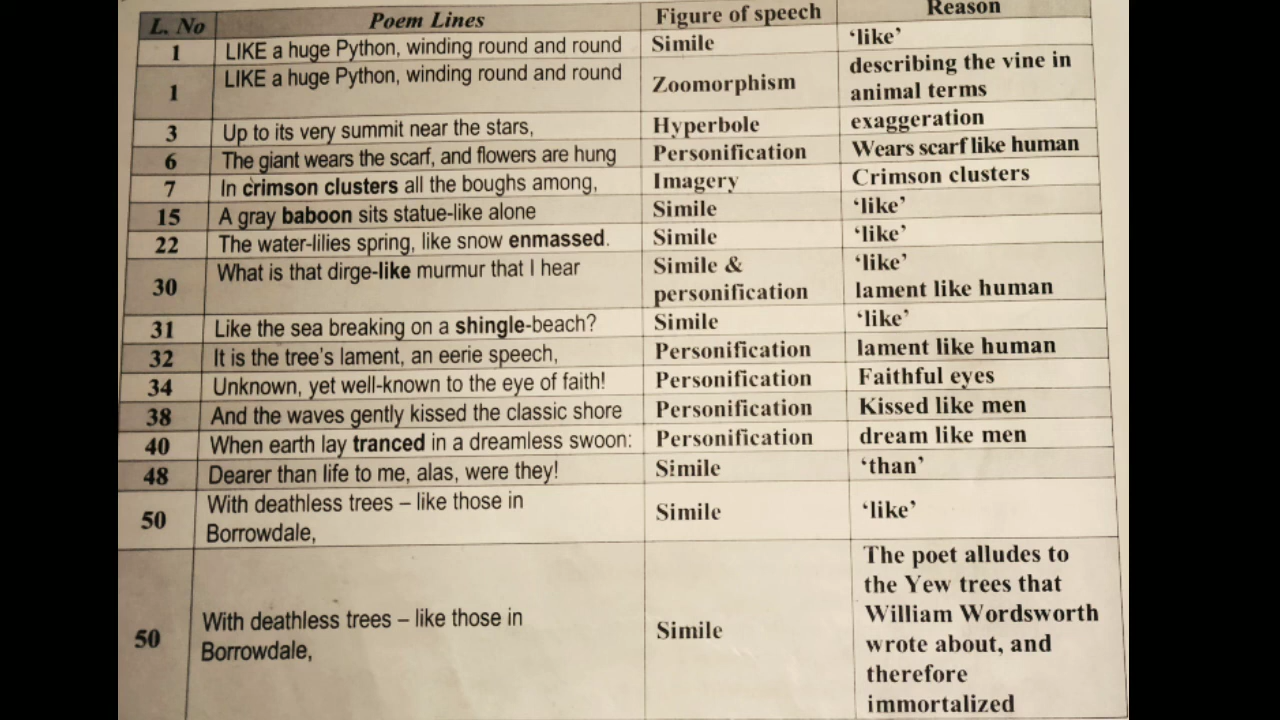 L. No Poem Lines Figure of speech Reason
1 LIKE a huge Python, winding round and round Simile ‘like’
1 LIKE a huge Python, winding round and round Zoomorphism describing the vine in
animal terms
3 Up to its very summit near the stars, Hyperbole exaggeration
6 The giant wears the scarf, and flowers are hung Personification Wears scarf like human
7 In crimson clusters all the boughs among, Imagery Crimson clusters
15 A gray baboon sits statue-like alone Simile ‘like’
22 The water-lilies spring, like snow enmassed. Simile ‘like’
30 What is that dirge-like murmur that I hear Simile & ‘like’
personification lament like human
31 Like the sea breaking on a shingle-beach? Simile ‘like’
32 It is the tree’s lament, an eerie speech, Personification lament like human
34 Unknown, yet well-known to the eye of faith! Personification Faithful eyes
38 And the waves gently kissed the classic shore Personification Kissed like men
40 When earth lay tranced in a dreamless swoon: Personification dream like men
48 Dearer than life to me, alas, were they! Simile ‘than’
50 With deathless trees – like those in
Borrowdale, Simile ‘like’
50 With deathless trees – like those in
Borrowdale, Simile The poet alludes to
the Yew trees that
William Wordsworth
wrote about, and
therefore
immortalized